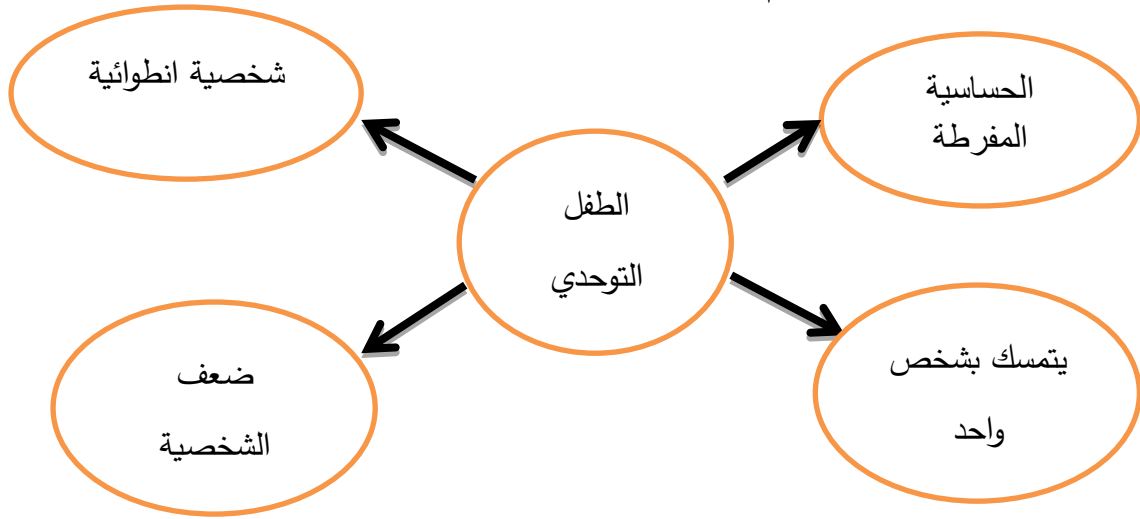 شخصية انطوائية
الحساسية
المفرطة
الطفل
التوحدي
ضعف
الشخصية
يتمسك بشخص
واحد